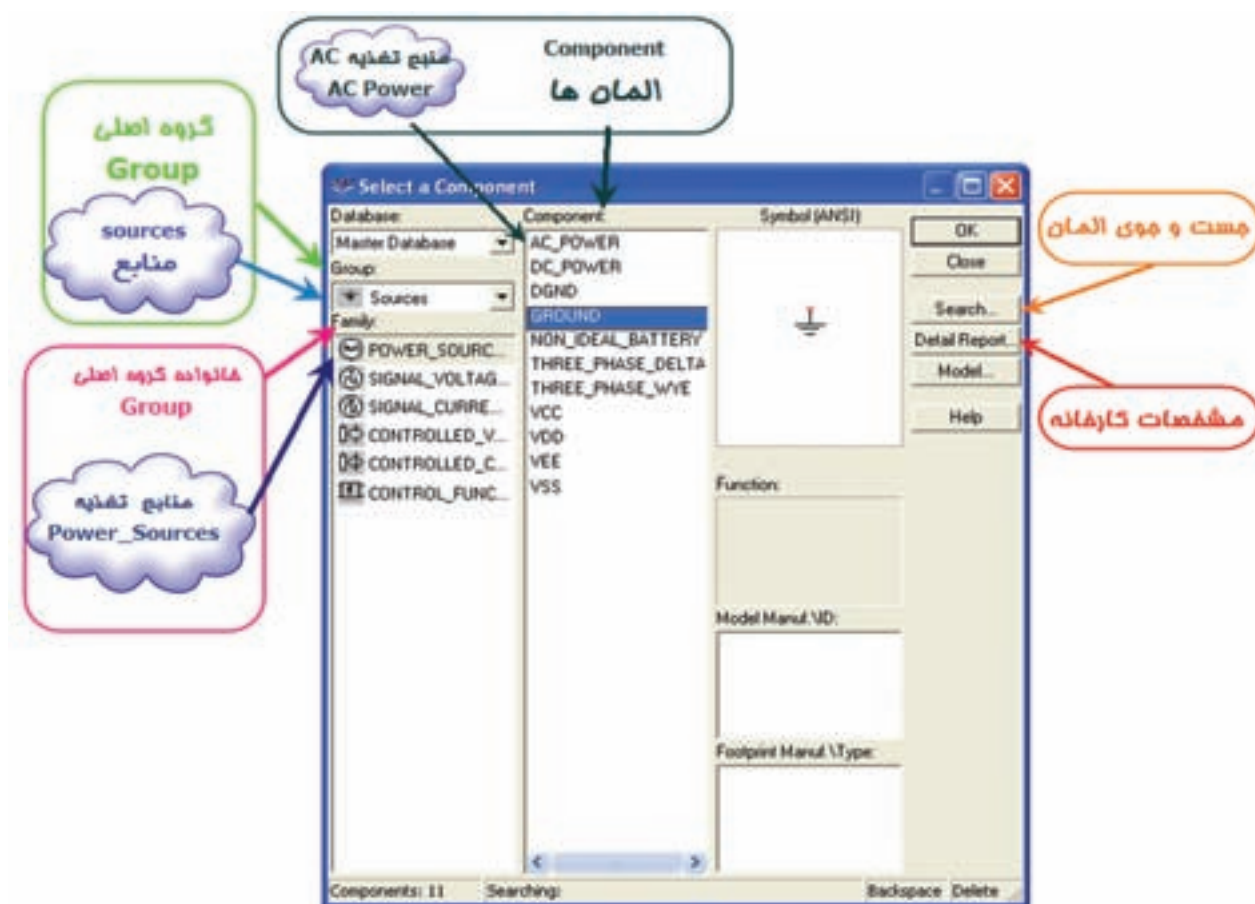 منبع تغذیه AC
AC Power
Component
المان ها
گروه اصلی
Group
sources
منابع
خانواده گروه اصلی
Group
منابع تغذیه
Power_Sources
جست و جوی المان
مشخصات کارخانه
Select a Component
Database:
Master Database
Group:
Sources
Family:
POWER_SOURC...
SIGNAL_VOLTAG...
SIGNAL_CURRE...
CONTROLLED_V...
CONTROLLED_C...
CONTROL_FUNC...
Component:
AC_POWER
DC_POWER
DGND
GROUND
NON_IDEAL_BATTERY
THREE_PHASE_DELTA
THREE_PHASE_WYE
VCC
VDD
VEE
VSS
Symbol (ANSI)
Function:
Model Manuf.\ID:
Footprint Manuf.\Type:
OK
Close
Search...
Detail Report...
Model...
Help
Components: 11
Searching:
Backspace
Delete